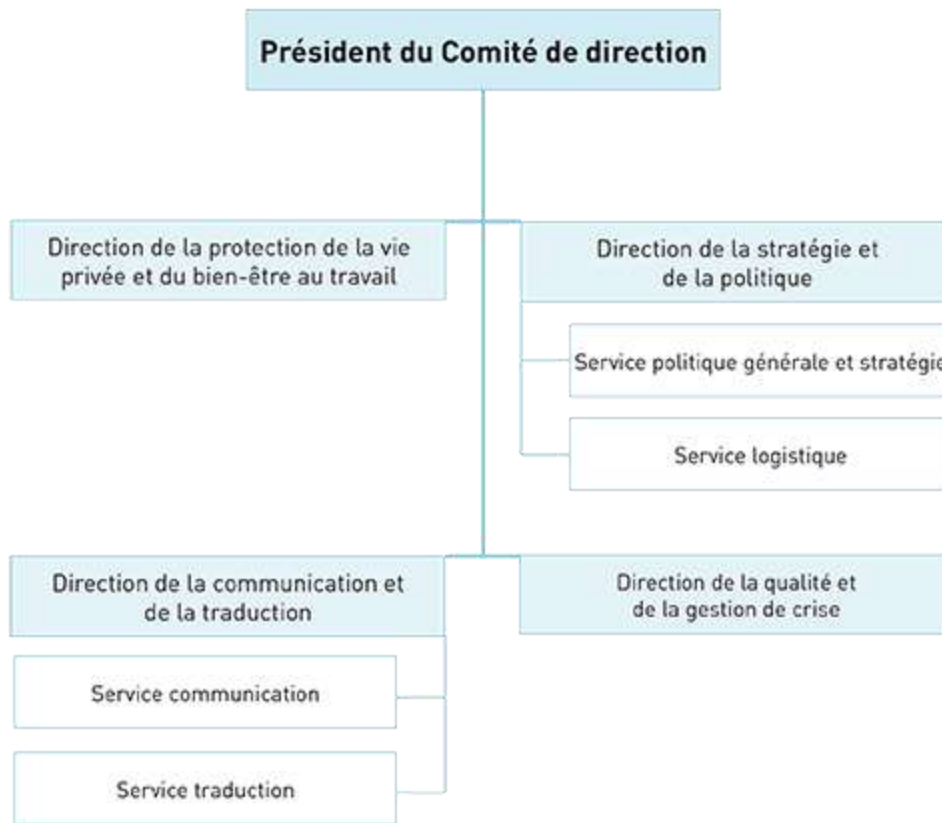 Président du Comité de direction
Direction de la protection de la vie
privée et du bien-être au travail
Direction de la stratégie et
de la politique
Service politique générale et stratégie
Service logistique
Direction de la communication et
de la traduction
Service communication
Service traduction
Direction de la qualité et
de la gestion de crise